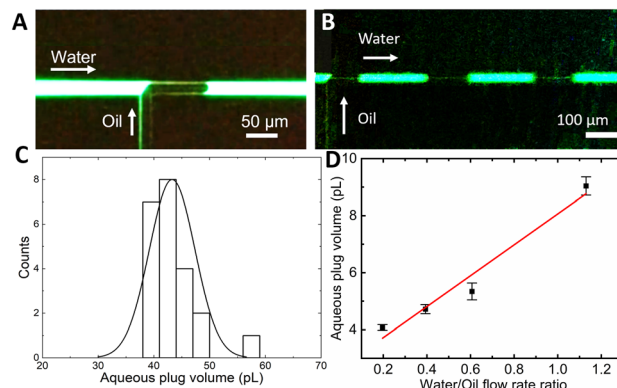 A
Water
Oil
50 μm
B
Water
Oil
100 μm
C
Counts
8
6
4
2
0
20
30
40
50
60
70
Aqueous plug volume (pL)
D
Aqueous plug volume (pL)
10
8
6
4
0.2
0.4
0.6
0.8
1.0
1.2
Water/Oil flow rate ratio